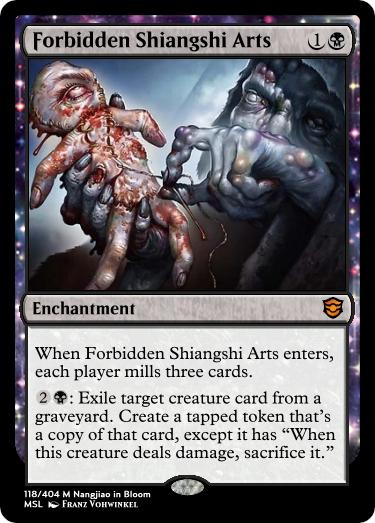 Forbidden Shiangshi Arts 1
Enchantment
When Forbidden Shiangshi Arts enters,
each player mills three cards.
2 : Exile target creature card from a
graveyard. Create a tapped token that's
a copy of that card, except it has “When
this creature deals damage, sacrifice it.”
118/404 M Nangjiao in Bloom
MSL Franz Vohwinkel